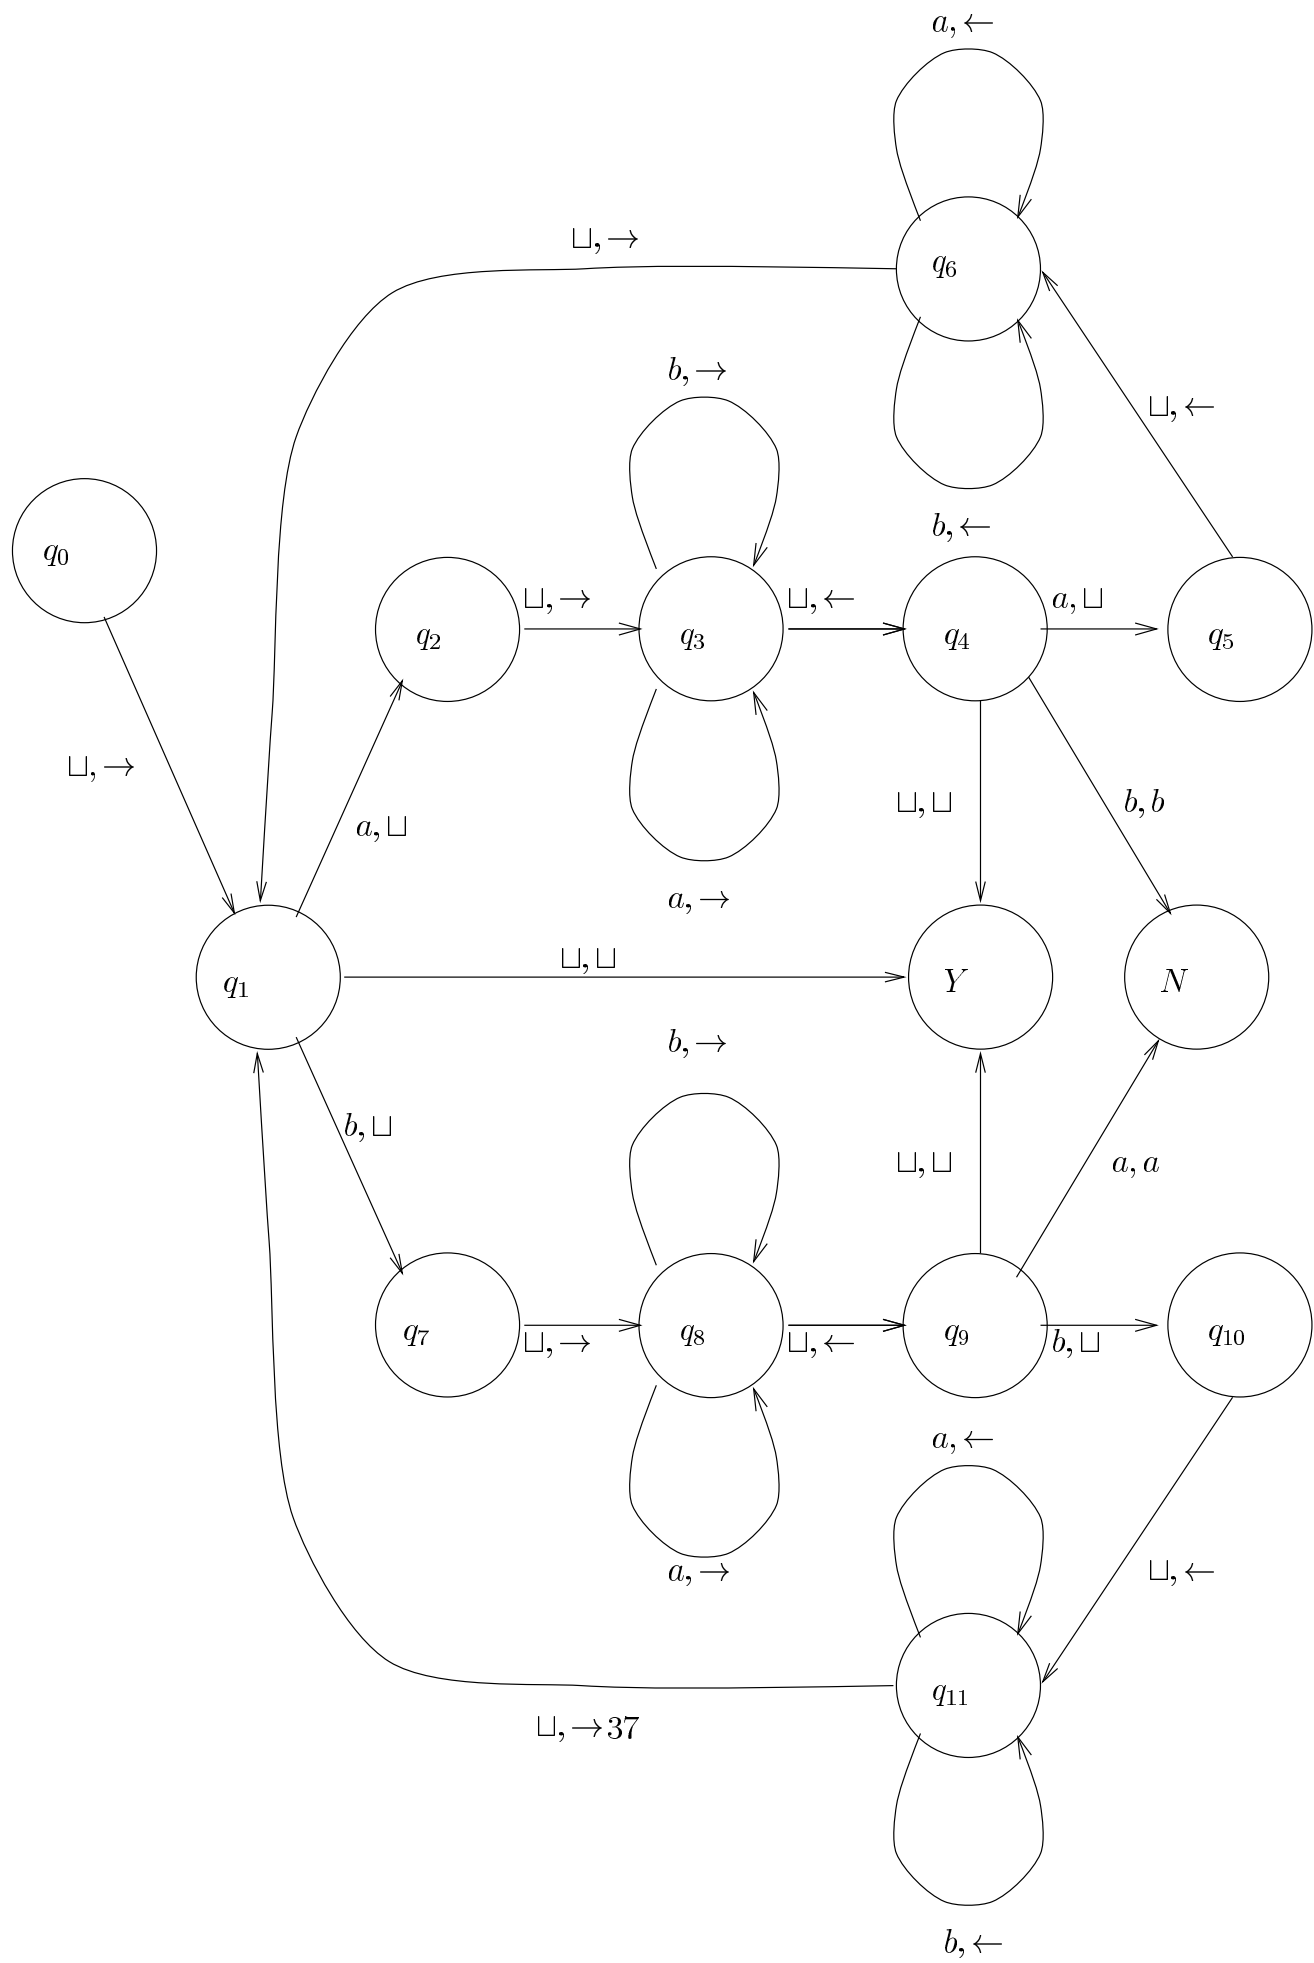 a, ←
⊔, →
q₆
b, →
⊔, ←
b, ←
q₀
⊔, →
⊔, ←
a, ⊔
q₂
q₃
q₄
q₅
⊔, →
⊔, ⊔
b, b
a, ⊔
a, →
⊔, ⊔
q₁
Y
N
b, →
b, ⊔
⊔, ⊔
a, a
q₇
q₈
q₉
q₁₀
⊔, →
⊔, ←
b, ⊔
a, ←
a, →
⊔, ←
q₁₁
⊔, →37
b, ←